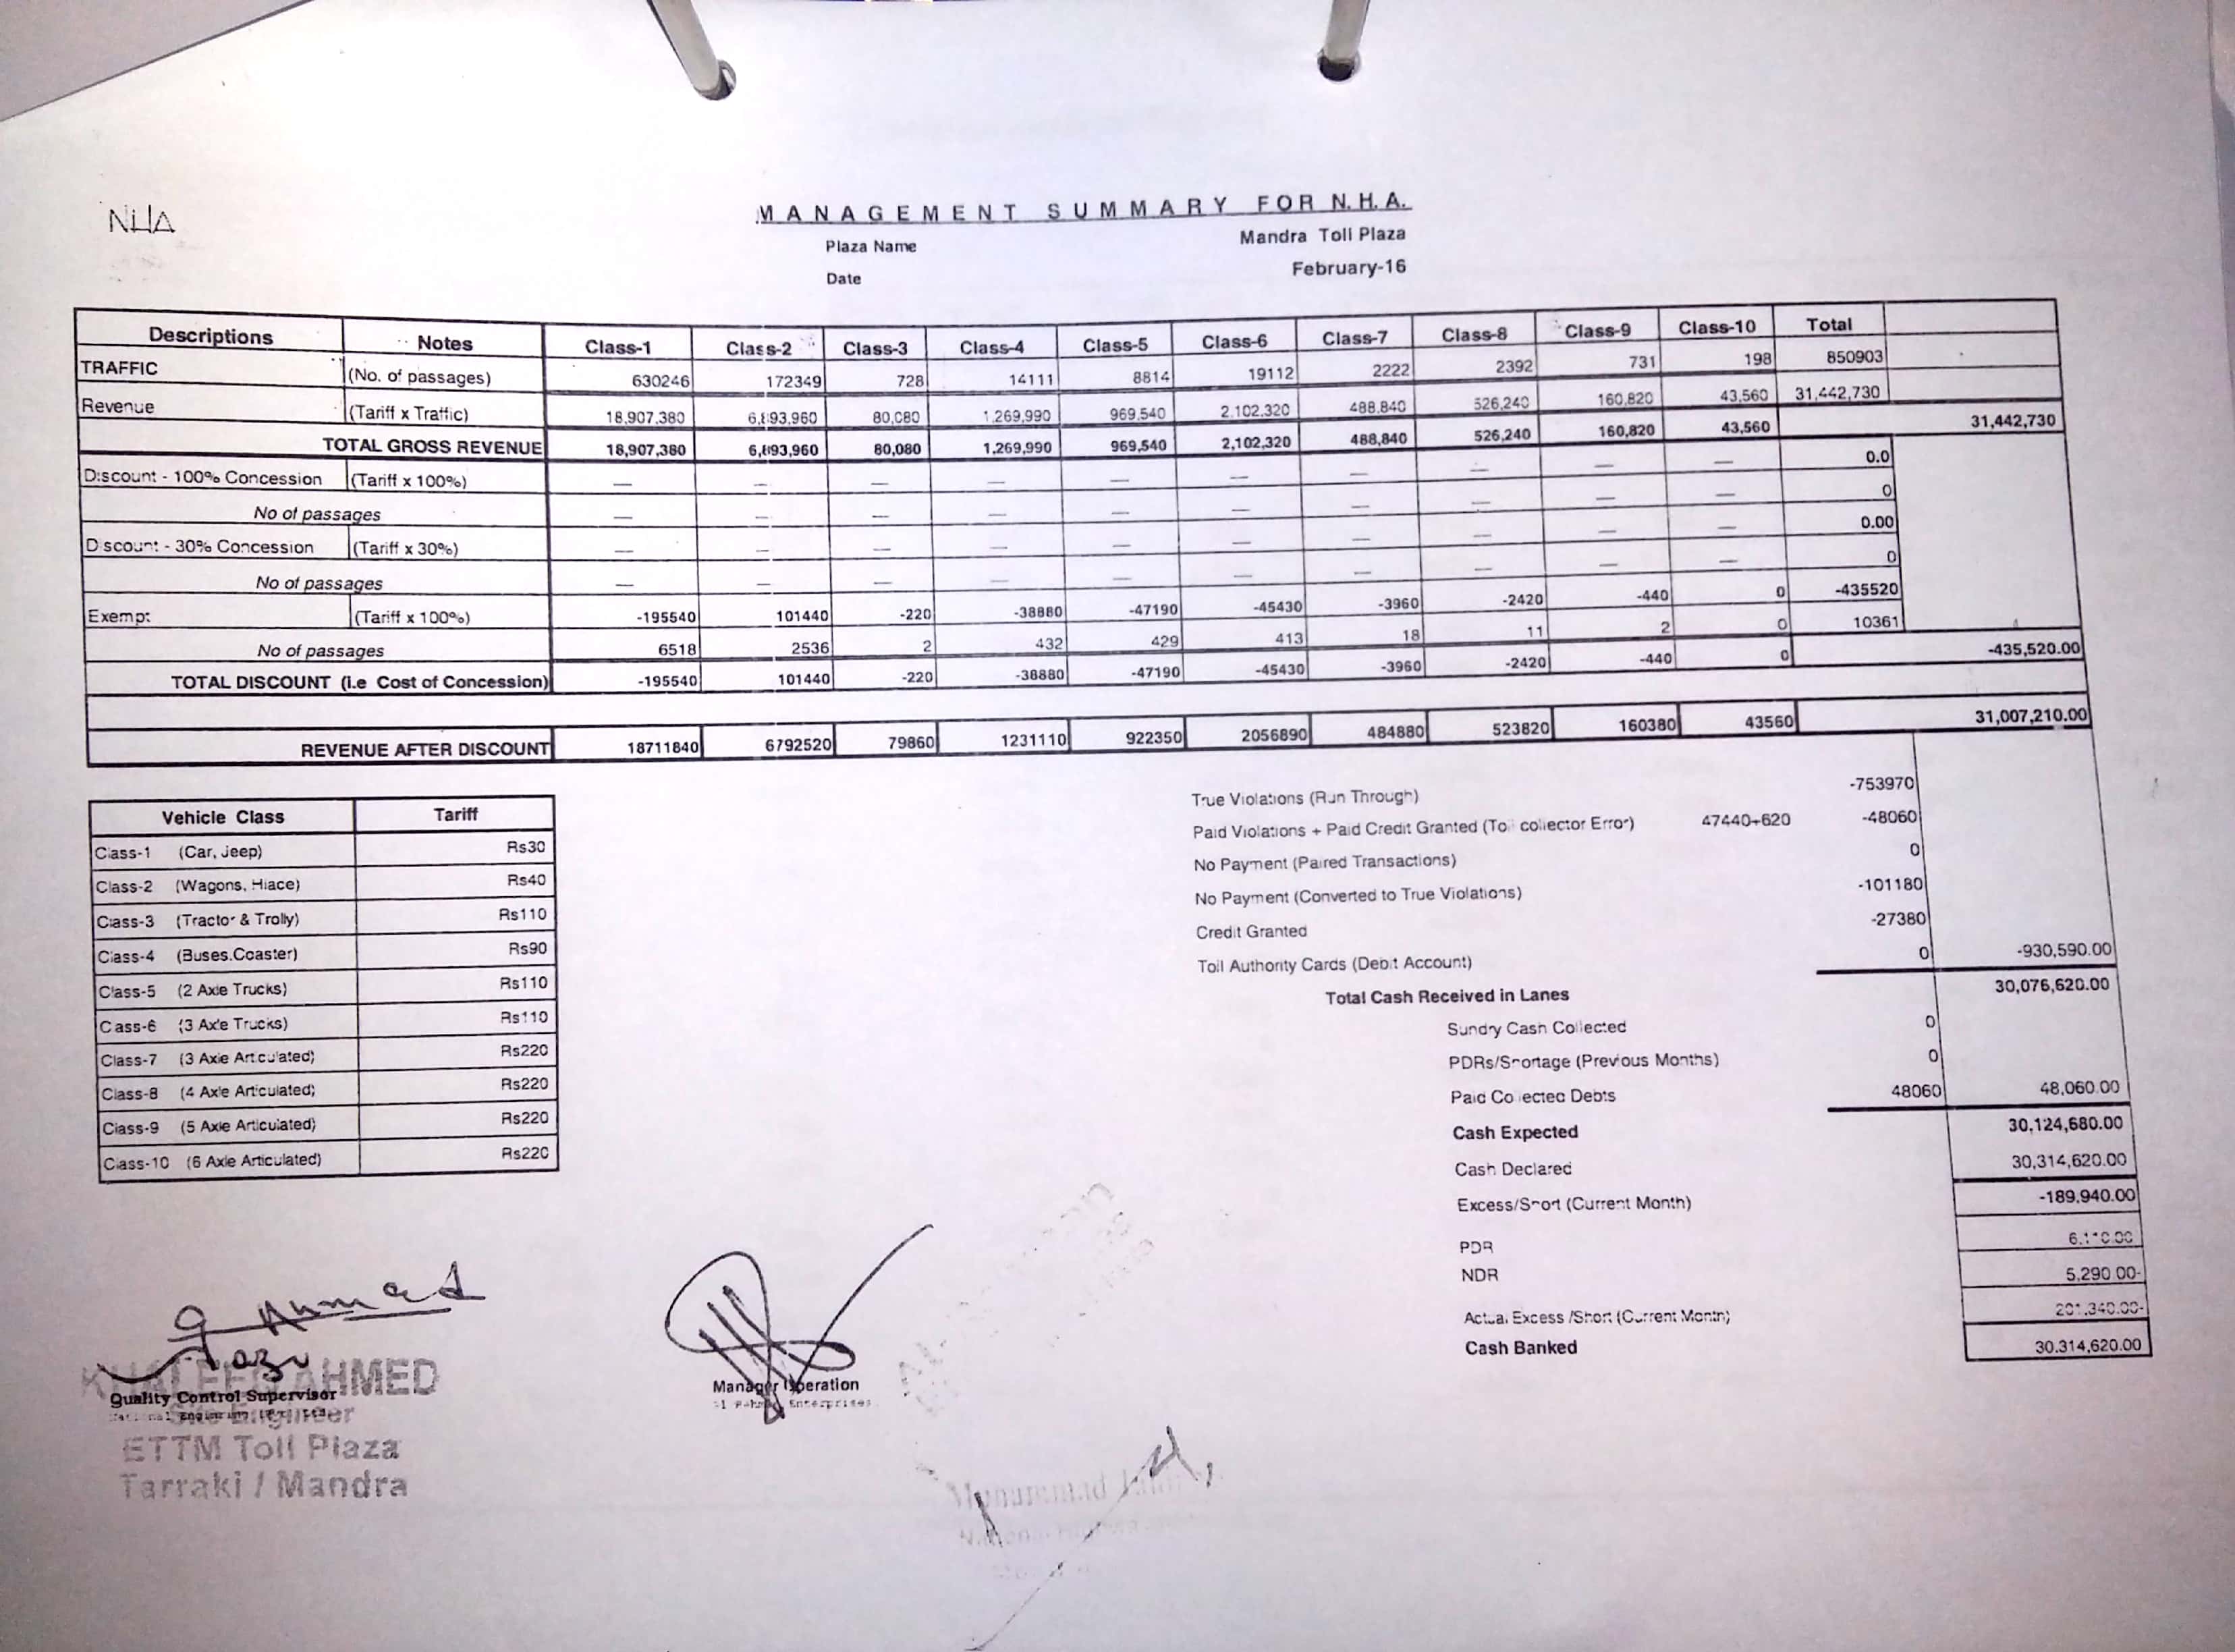 NHA
MANAGEMENT SUMMARY FOR N.H.A.
Plaza Name Mandra Toll Plaza
Date February-16
Descriptions Notes Class-1 Class-2 Class-3 Class-4 Class-5 Class-6 Class-7 Class-8 Class-9 Class-10 Total
TRAFFIC (No. of passages) 630246 172349 728 14111 8814 19112 2222 2392 731 198 850903
Revenue (Tariff x Traffic) 18,907,380 6,893,960 80,080 1,269,990 969,540 2,102,320 488,840 526,240 160,820 43,560 31,442,730
TOTAL GROSS REVENUE 18,907,380 6,893,960 80,080 1,269,990 969,540 2,102,320 488,840 526,240 160,820 43,560 31,442,730
Discount - 100% Concession (Tariff x 100%) — — — — — — — — — — 0.0
No of passages — — — — — — — — — — 0
Discount - 30% Concession (Tariff x 30%) — — — — — — — — — — 0.00
No of passages — — — — — — — — — — 0
Exempt (Tariff x 100%) -195540 101440 -220 -38880 -47190 -45430 -3960 -2420 -440 0 -435520
No of passages 6518 2536 2 432 429 413 18 11 2 0 10361
TOTAL DISCOUNT (i.e Cost of Concession) -195540 101440 -220 -38880 -47190 -45430 -3960 -2420 -440 0 -435,520.00
REVENUE AFTER DISCOUNT 18711840 6792520 79860 1231110 922350 2056890 484880 523820 160380 43560 31,007,210.00
Vehicle Class Tariff
Class-1 (Car, Jeep) Rs30
Class-2 (Wagons, Hiace) Rs40
Class-3 (Tractor & Trolly) Rs110
Class-4 (Buses.Coaster) Rs90
Class-5 (2 Axle Trucks) Rs110
Class-6 (3 Axle Trucks) Rs110
Class-7 (3 Axle Articulated) Rs220
Class-8 (4 Axle Articulated) Rs220
Class-9 (5 Axle Articulated) Rs220
Class-10 (6 Axle Articulated) Rs220
True Violations (Run Through) -753970
Paid Violations + Paid Credit Granted (Toll collector Error) 47440+620 -48060
No Payment (Paired Transactions) 0
No Payment (Converted to True Violations) -101180
Credit Granted -27380
Toll Authority Cards (Debit Account) 0 -930,590.00
Total Cash Received in Lanes 30,076,620.00
Sundry Cash Collected 0
PDRs/Shortage (Previous Months) 0
Paid Collected Debts 48060 48,060.00
Cash Expected 30,124,680.00
Cash Declared 30,314,620.00
Excess/Short (Current Month) -189,940.00
PDR 6,110.00
NDR 5,290.00-
Actual Excess /Short (Current Month) 201,340.00-
Cash Banked 30,314,620.00
KHALEEQ AHMED
Quality Control Supervisor
Site Engineer
ETTM Toll Plaza
Tarraki / Mandra
Manager Operation
Enterprises
Muhammad